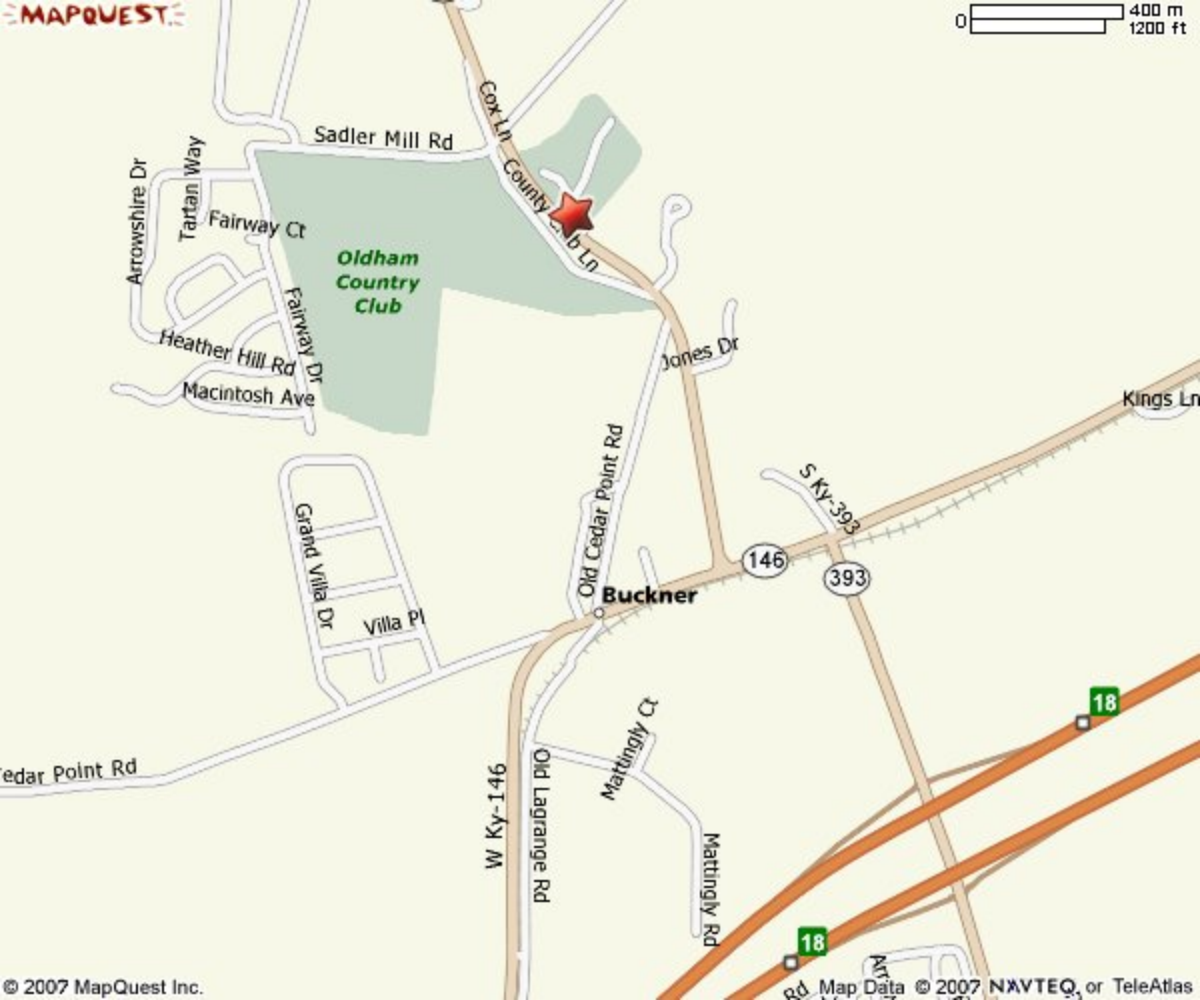 MAPQUEST.
0
400 m
1200 ft
Cox Ln
Sadler Mill Rd
Tartan Way
Arrowshire Dr
County Club Ln
Fairway Ct
Oldham
Country
Club
Fairway Dr
Jones Dr
Heather Hill Rd
Macintosh Ave
Kings Ln
Old Cedar Point Rd
S Ky-393
Grand Villa Dr
146
393
Buckner
Villa Pl
18
Mattingly Ct
edar Point Rd
W Ky-146
Old Lagrange Rd
Mattingly Rd
18
Arr
Rd
© 2007 MapQuest Inc.
Map Data © 2007 NAVTEQ, or TeleAtlas